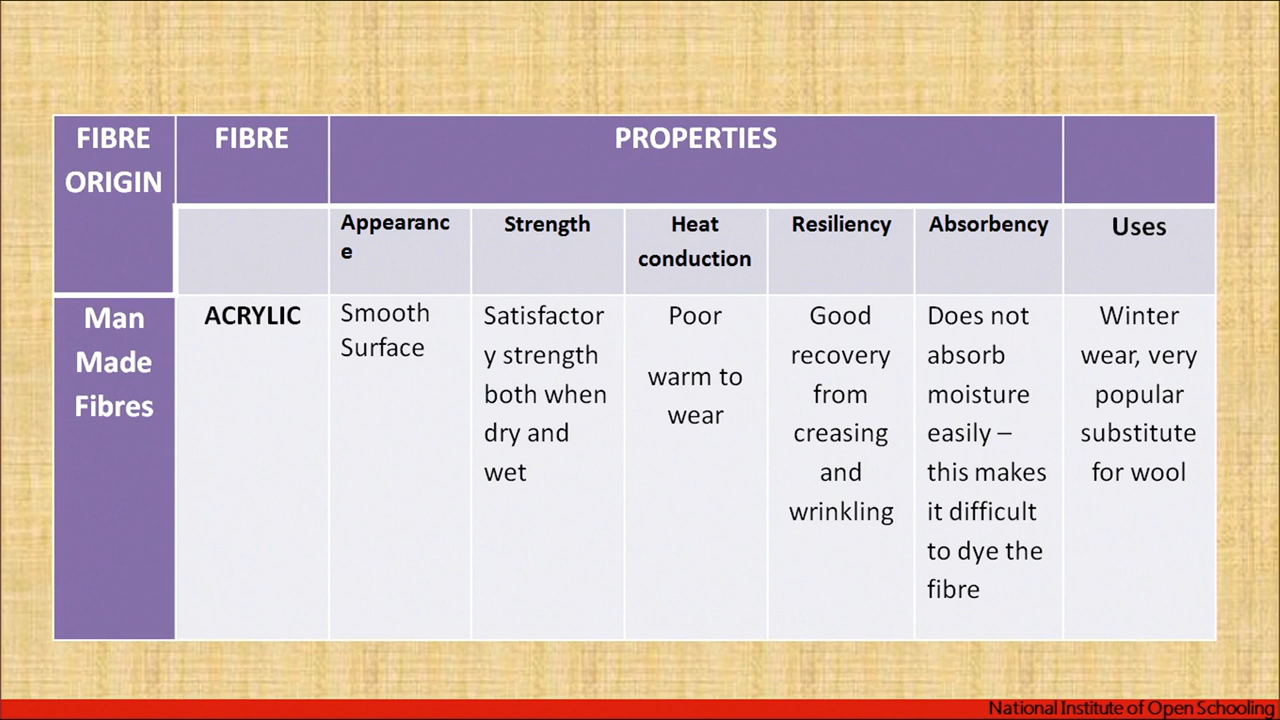 FIBRE ORIGIN
FIBRE
PROPERTIES
Appearanc
e
Strength
Heat
conduction
Resiliency
Absorbency
Uses
Man
Made
Fibres
ACRYLIC
Smooth
Surface
Satisfactor
y strength
both when
dry and
wet
Poor
warm to
wear
Good
recovery
from
creasing
and
wrinkling
Does not
absorb
moisture
easily –
this makes
it difficult
to dye the
fibre
Winter
wear, very
popular
substitute
for wool
National Institute of Open Schooling